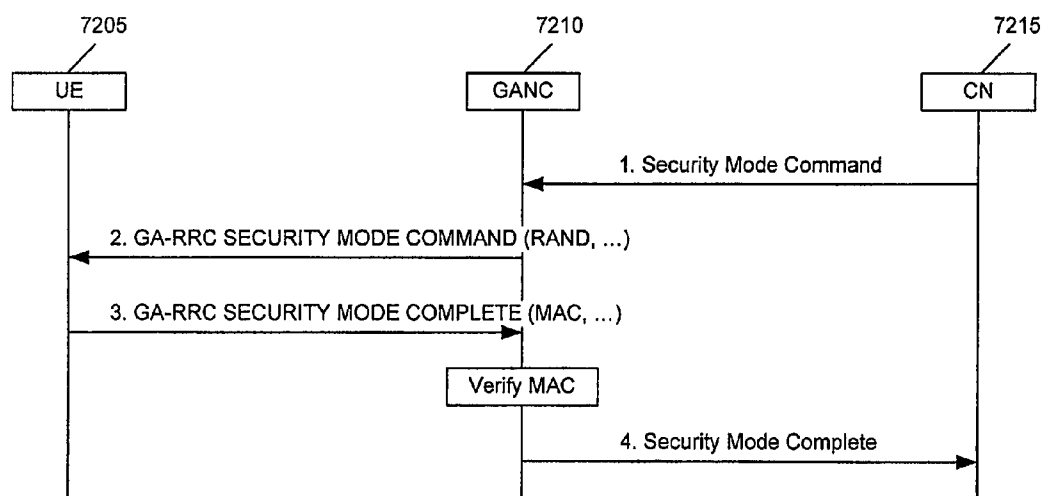 7205
7210
7215
UE
GANC
CN
1. Security Mode Command
2. GA-RRC SECURITY MODE COMMAND (RAND, ...)
3. GA-RRC SECURITY MODE COMPLETE (MAC, ...)
Verify MAC
4. Security Mode Complete